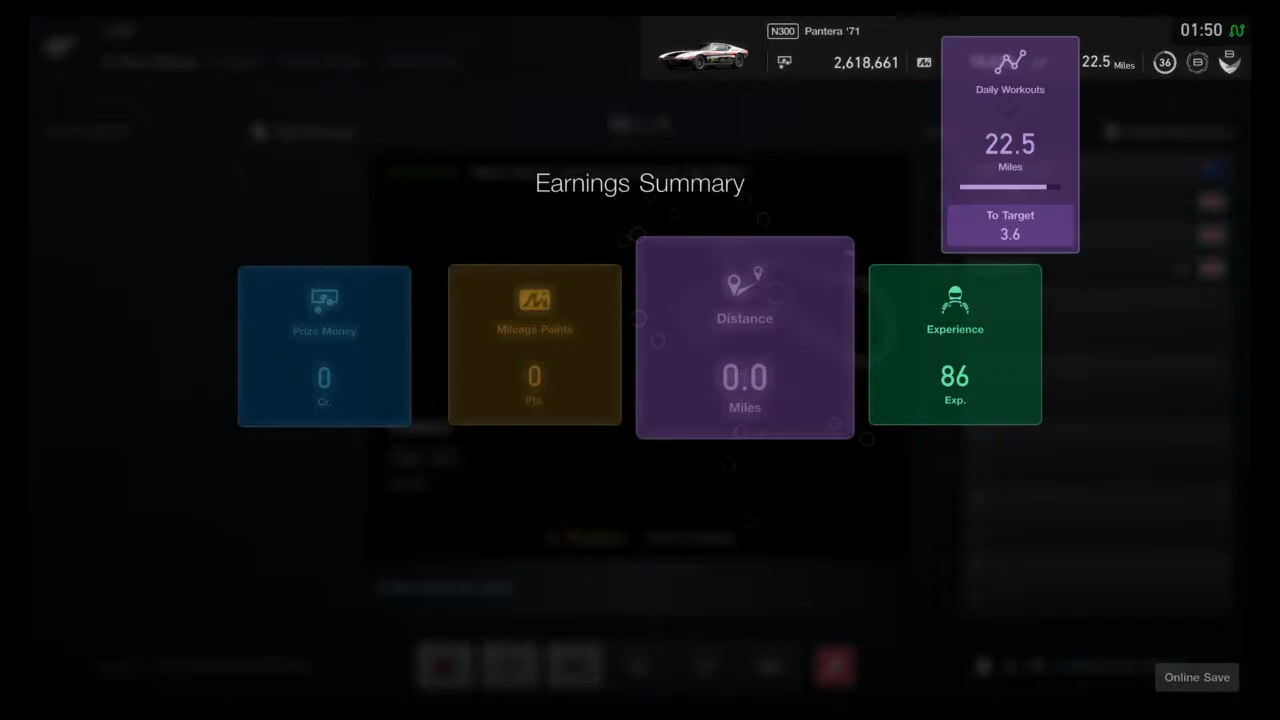 N300 Pantera '71
01:50
2,618,661
22.5 Miles
36
B
B
Daily Workouts
22.5
Miles
To Target
3.6
Earnings Summary
Prize Money
0
Cr.
Mileage Points
0
Pts.
Distance
0.0
Miles
Experience
86
Exp.
Online Save